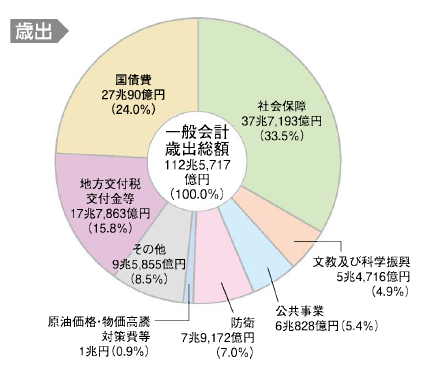 歳出
国債費
27兆90億円
(24.0%)
社会保障
37兆7,193億円
(33.5%)
一般会計
歳出総額
112兆5,717
億円
(100.0%)
地方交付税
交付金等
17兆7,863億円
(15.8%)
その他
9兆5,855億円
(8.5%)
文教及び科学振興
5兆4,716億円
(4.9%)
公共事業
6兆828億円(5.4%)
防衛
7兆9,172億円
(7.0%)
原油価格・物価高騰
対策費等
1兆円(0.9%)